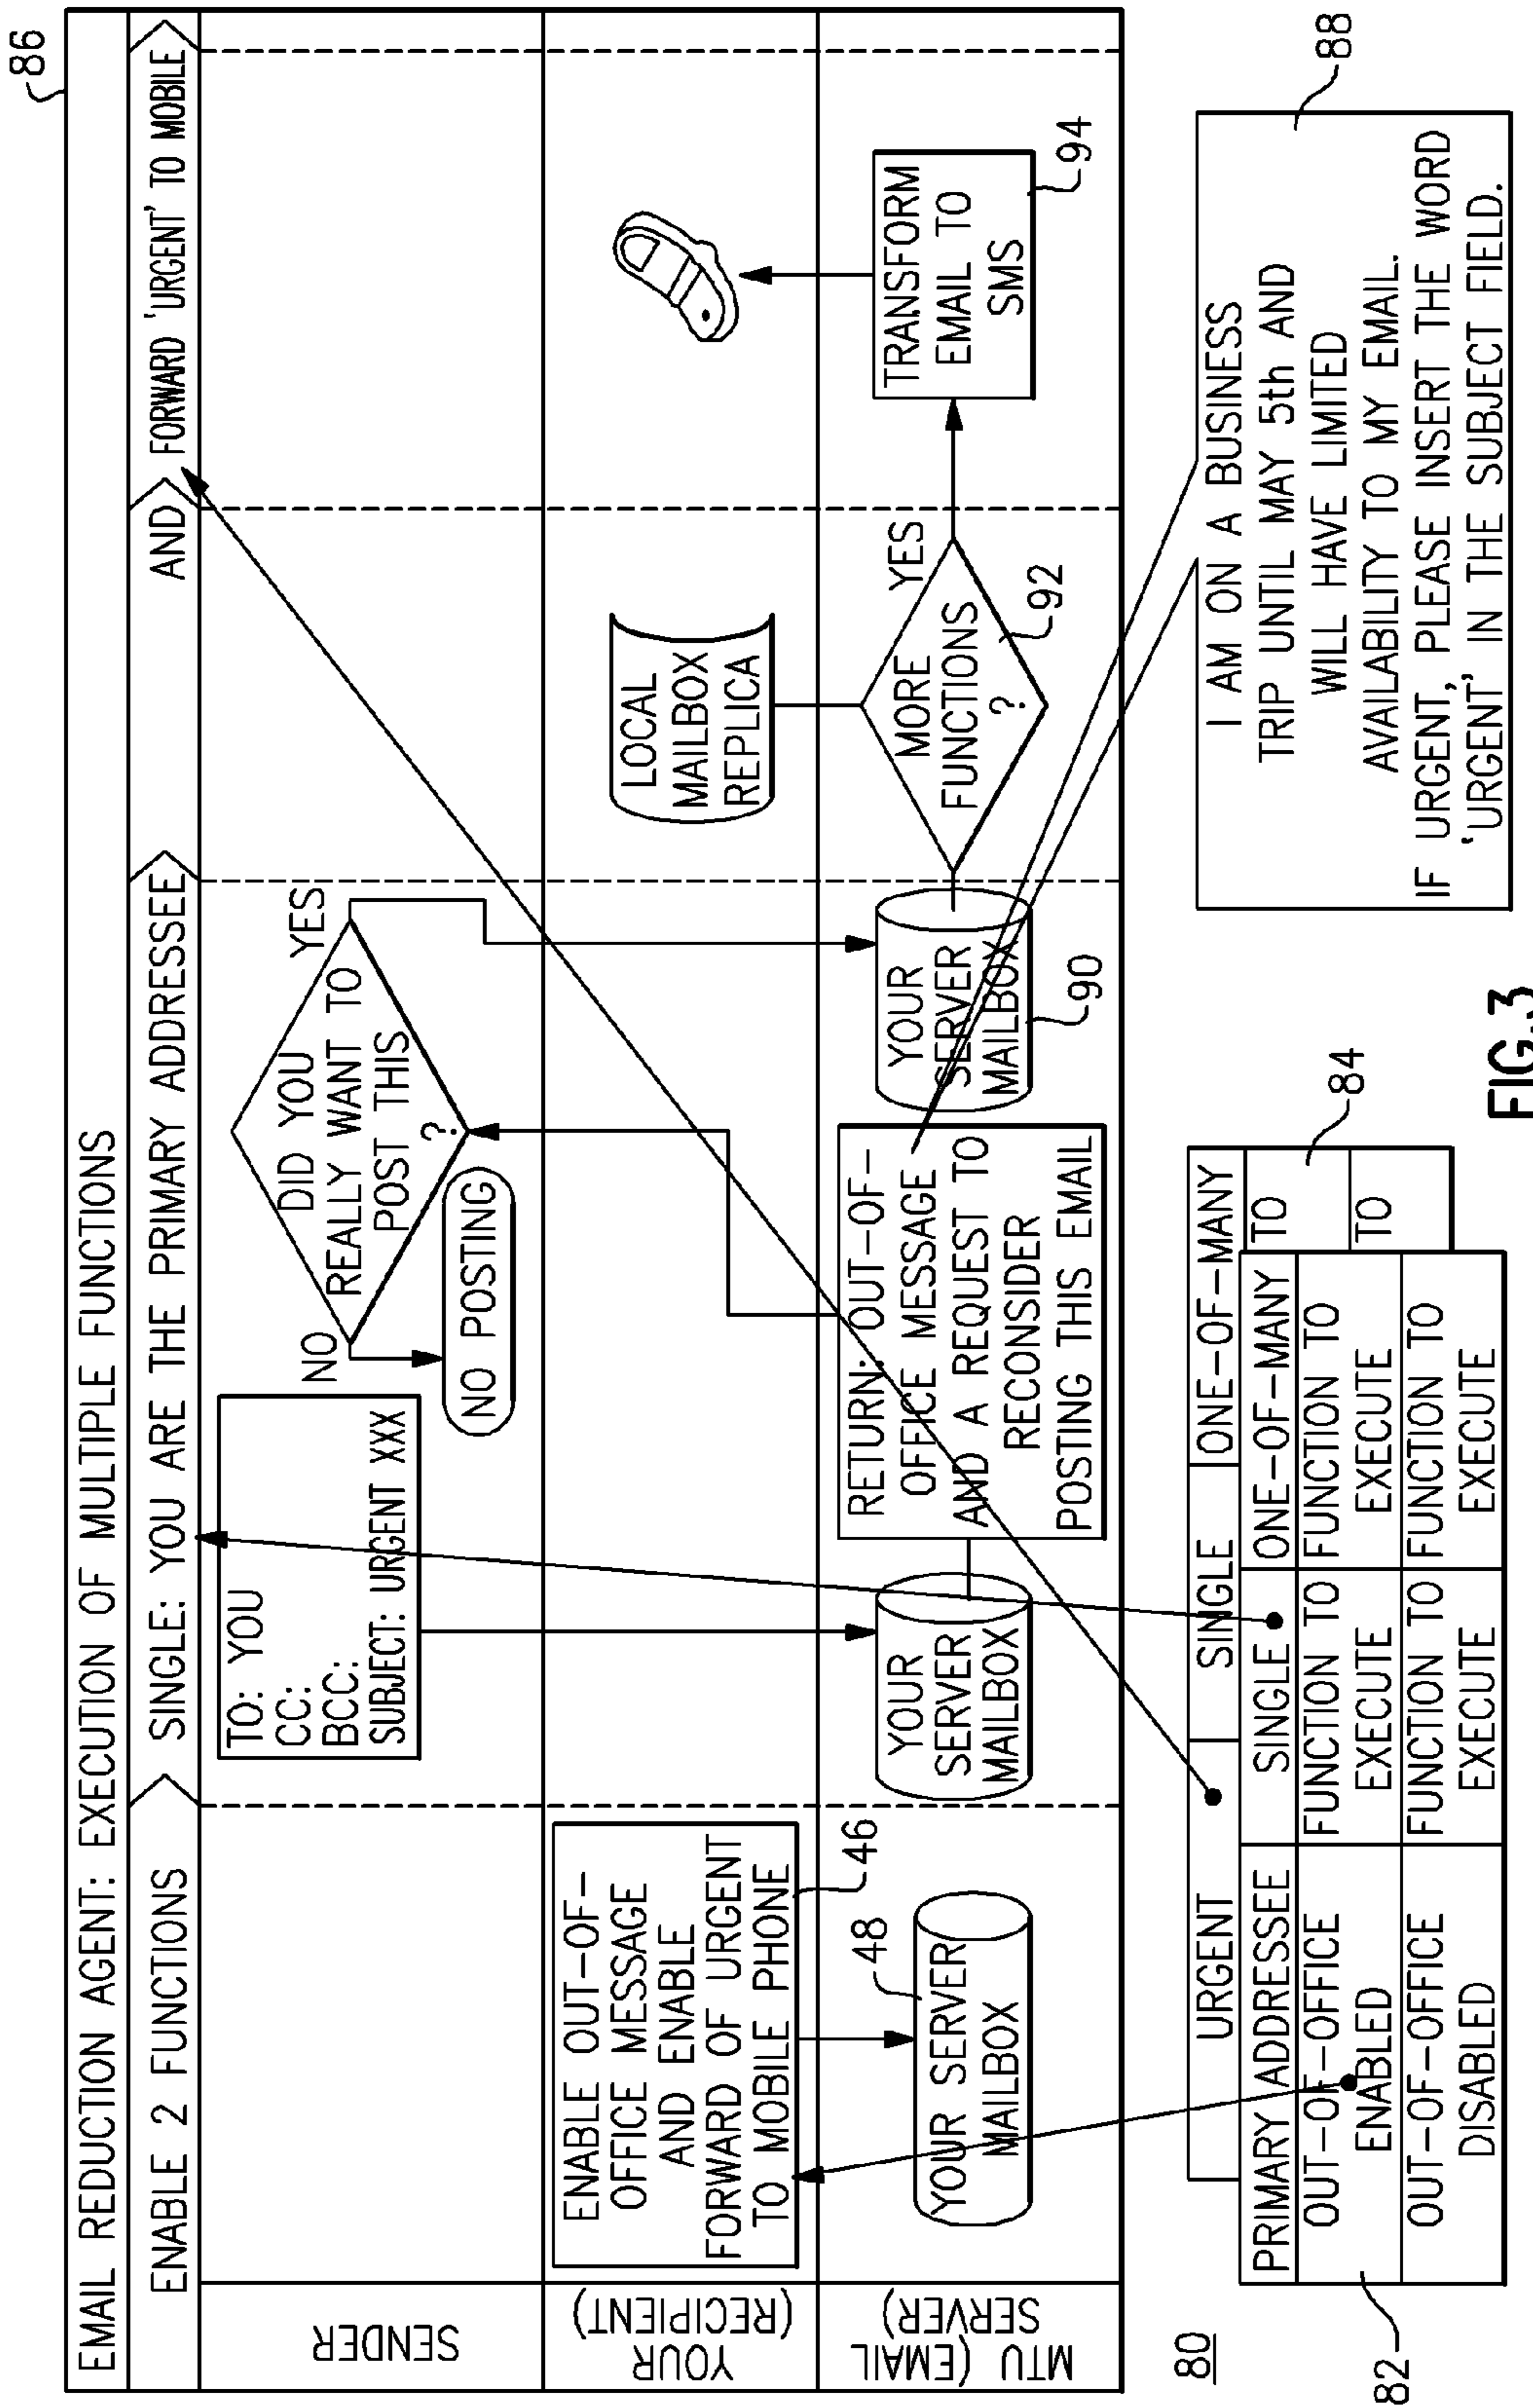 86
EMAIL REDUCTION AGENT: EXECUTION OF MULTIPLE FUNCTIONS
ENABLE 2 FUNCTIONS
SINGLE: YOU ARE THE PRIMARY ADDRESSEE
AND
FORWARD 'URGENT' TO MOBILE
SENDER
TO: YOU
CC:
BCC:
SUBJECT: URGENT XXX
NO
DID YOU
REALLY WANT TO
POST THIS
?
YES
NO POSTING
YOUR
(RECIPIENT)
ENABLE OUT-OF-
OFFICE MESSAGE
AND ENABLE
FORWARD OF URGENT
TO MOBILE PHONE
46
LOCAL
MAILBOX
REPLICA
MTU (EMAIL
SERVER)
48
YOUR SERVER
MAILBOX
YOUR
SERVER
MAILBOX
RETURN: OUT-OF-
OFFICE MESSAGE
AND A REQUEST TO
RECONSIDER
POSTING THIS EMAIL
YOUR
SERVER
MAILBOX
90
MORE
FUNCTIONS
?
YES
92
TRANSFORM
EMAIL TO
SMS
94
80
82
URGENT
SINGLE
ONE-OF-MANY
TO
TO
84
PRIMARY ADDRESSEE
SINGLE
ONE-OF-MANY
OUT-OF-OFFICE
ENABLED
FUNCTION TO
EXECUTE
FUNCTION TO
EXECUTE
OUT-OF-OFFICE
DISABLED
FUNCTION TO
EXECUTE
FUNCTION TO
EXECUTE
I AM ON A BUSINESS
TRIP UNTIL MAY 5th AND
WILL HAVE LIMITED
AVAILABILITY TO MY EMAIL.
IF URGENT, PLEASE INSERT THE WORD
'URGENT' IN THE SUBJECT FIELD.
88
FIG.3